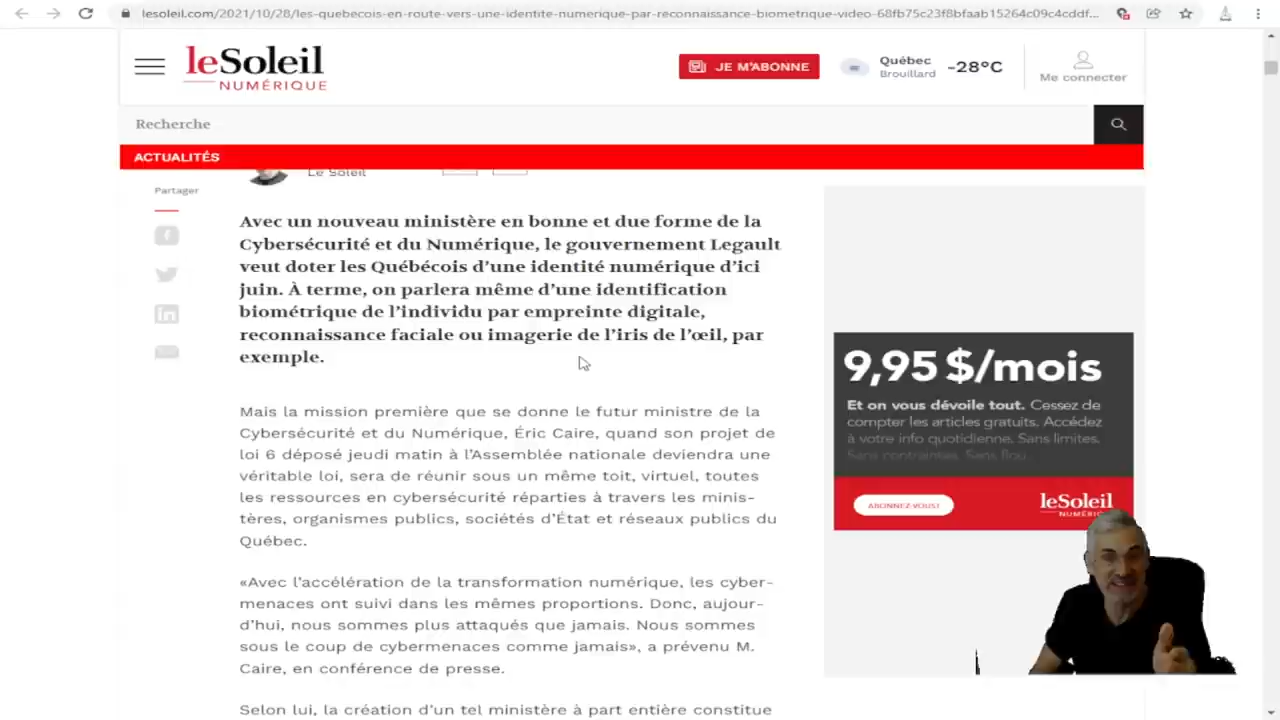 lesoleil.com/2021/10/28/les-quebecois-en-route-vers-une-identite-numerique-par-reconnaissance-biometrique-video-68fb75c23f8bfaab15264c09c4cddf...
leSoleil
NUMÉRIQUE
JE M'ABONNE
Québec
Brouillard
-28°C
Me connecter
Recherche
ACTUALITÉS
Le Soleil
Partager
Avec un nouveau ministère en bonne et due forme de la
Cybersécurité et du Numérique, le gouvernement Legault
veut doter les Québécois d'une identité numérique d'ici
juin. À terme, on parlera même d'une identification
biométrique de l'individu par empreinte digitale,
reconnaissance faciale ou imagerie de l'iris de l'œil, par
exemple.
Mais la mission première que se donne le futur ministre de la
Cybersécurité et du Numérique, Éric Caire, quand son projet de
loi 6 déposé jeudi matin à l'Assemblée nationale deviendra une
véritable loi, sera de réunir sous un même toit, virtuel, toutes
les ressources en cybersécurité réparties à travers les minis-
tères, organismes publics, sociétés d'État et réseaux publics du
Québec.
«Avec l'accélération de la transformation numérique, les cyber-
menaces ont suivi dans les mêmes proportions. Donc, aujour-
d'hui, nous sommes plus attaqués que jamais. Nous sommes
sous le coup de cybermenaces comme jamais», a prévenu M.
Caire, en conférence de presse.
Selon lui, la création d'un tel ministère à part entière constitue
9,95 $/mois
Et on vous dévoile tout. Cessez de
compter les articles gratuits. Accédez
à votre info quotidienne. Sans limites.
Sans contraintes. Sans flou...
ABONNEZ-VOUS!
leSoleil
NUMÉRIQUE